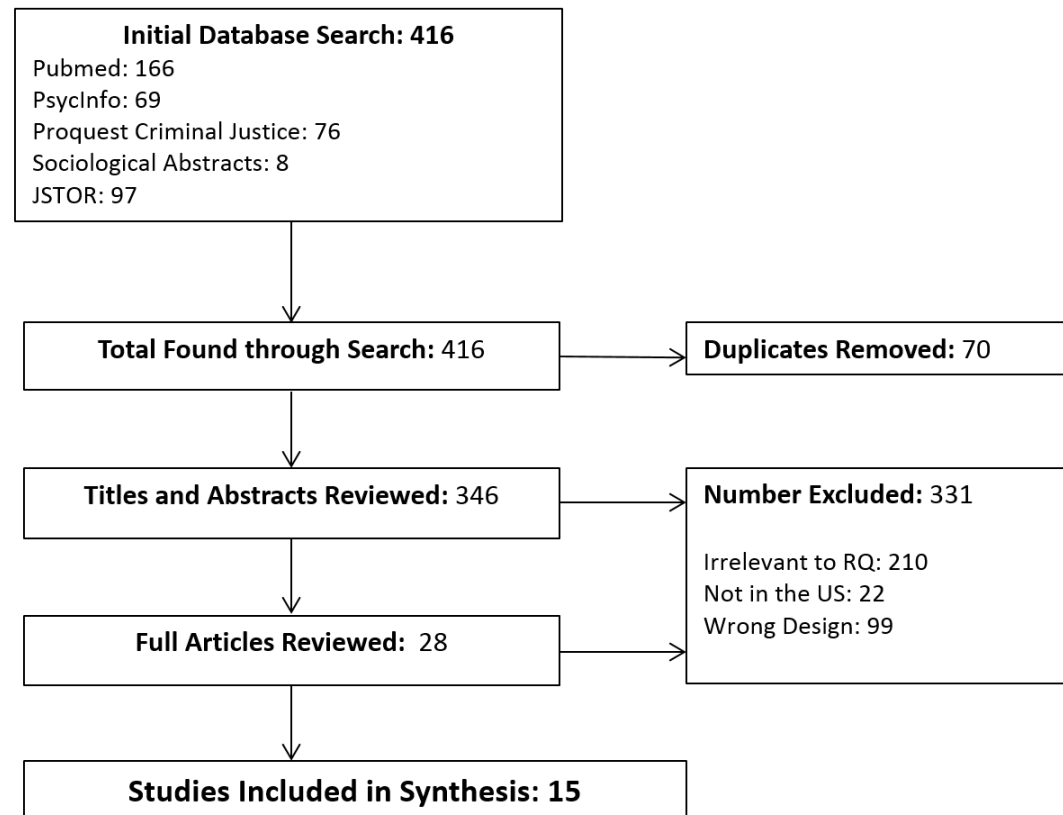 Initial Database Search: 416
Pubmed: 166
PsycInfo: 69
Proquest Criminal Justice: 76
Sociological Abstracts: 8
JSTOR: 97
Total Found through Search: 416
Duplicates Removed: 70
Titles and Abstracts Reviewed: 346
Number Excluded: 331
Irrelevant to RQ: 210
Not in the US: 22
Wrong Design: 99
Full Articles Reviewed: 28
Studies Included in Synthesis: 15